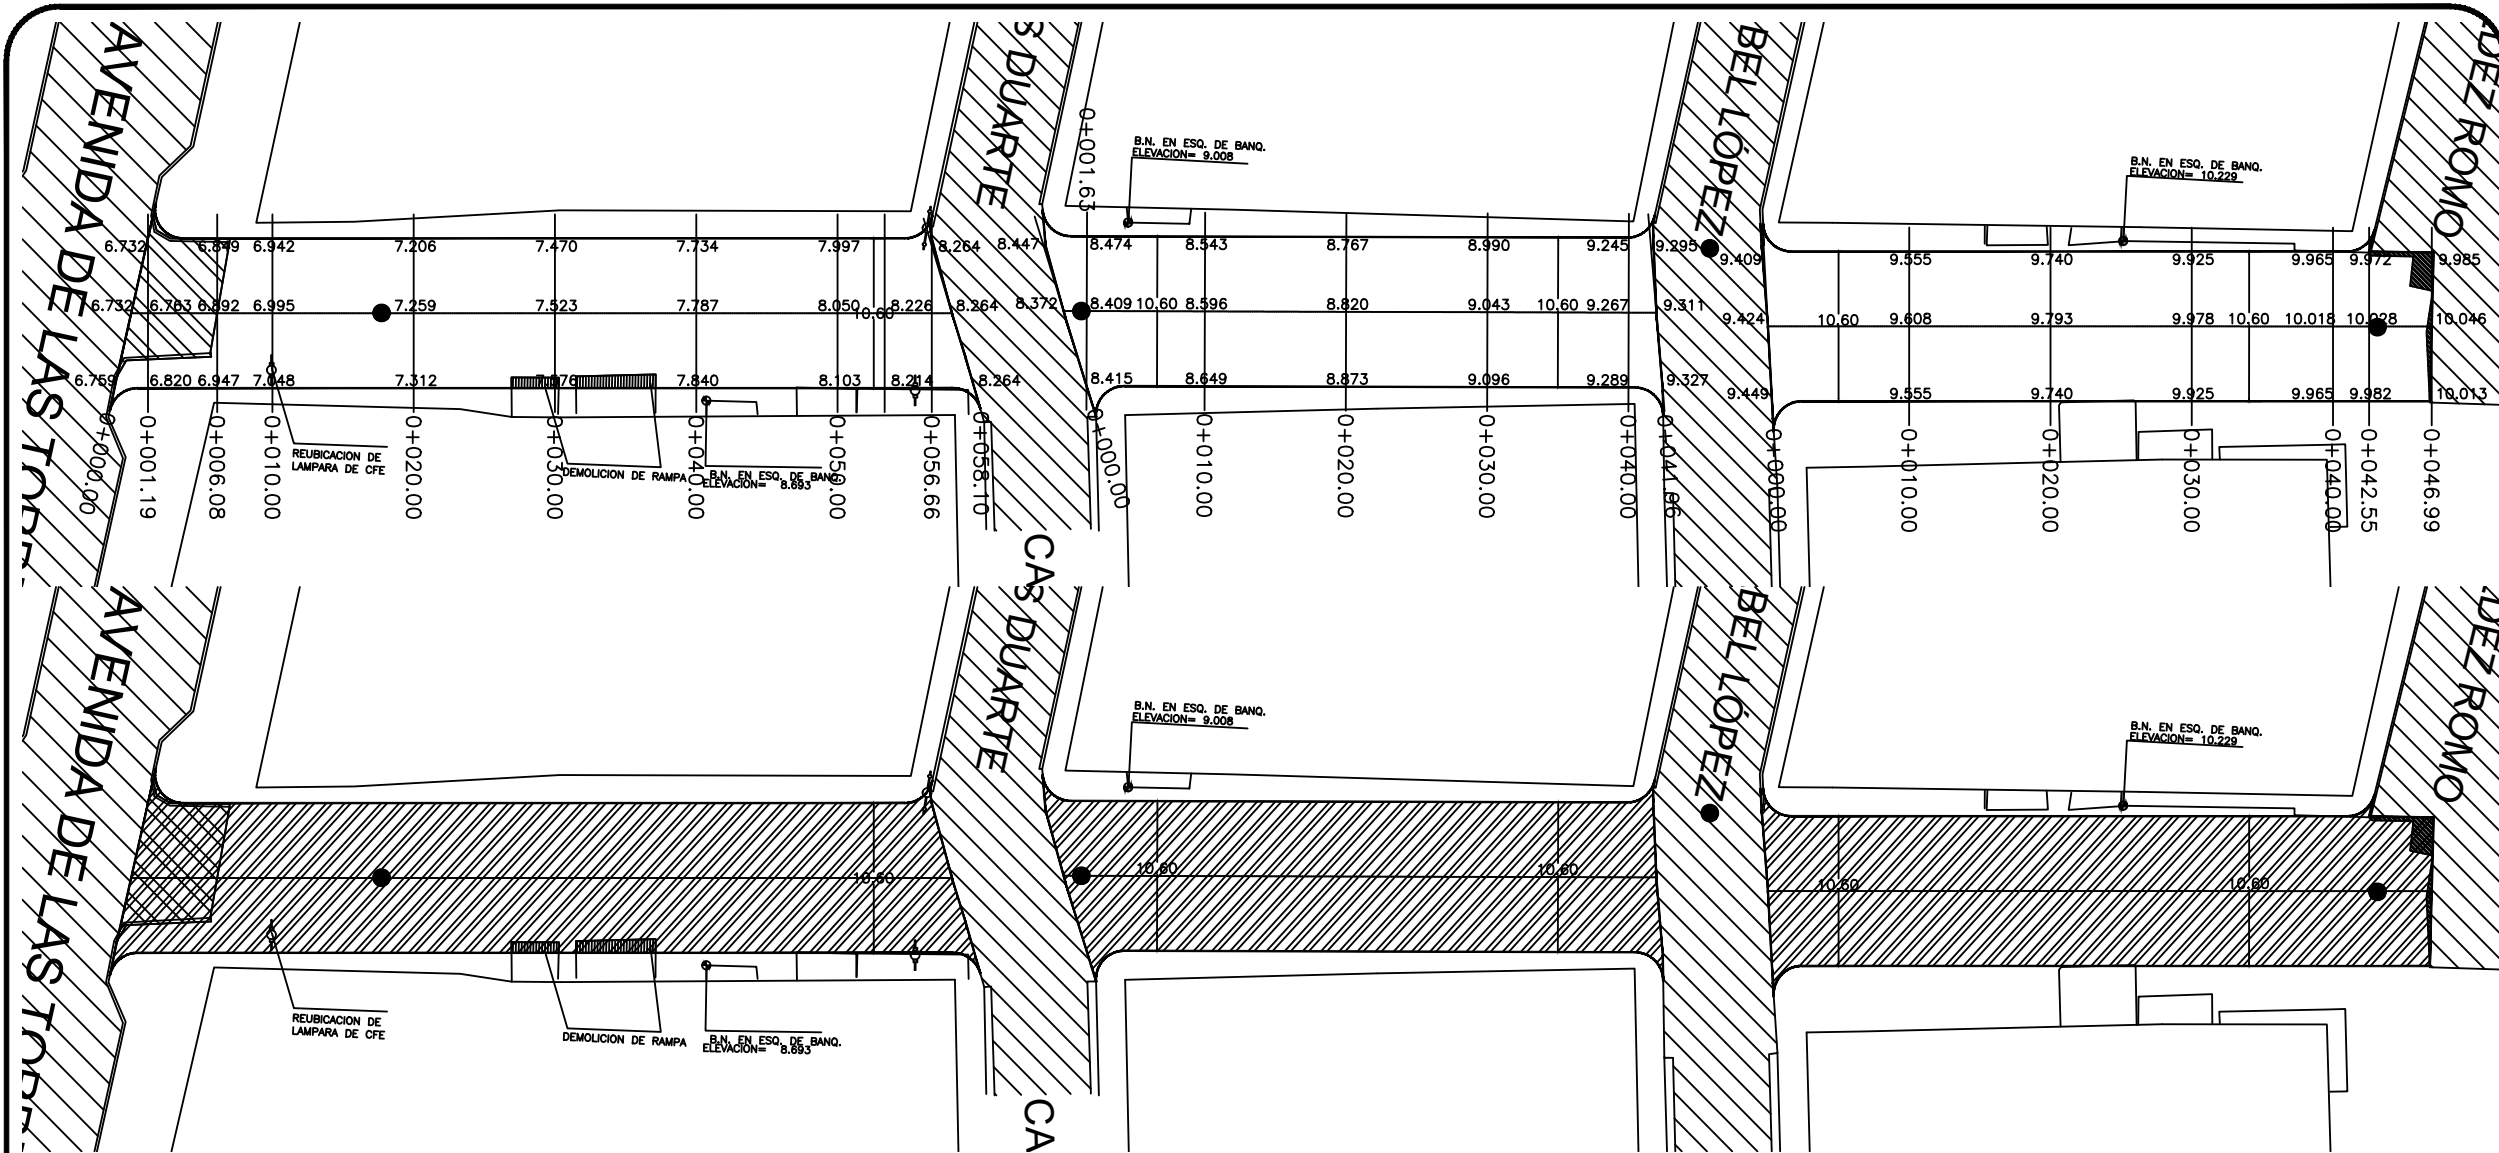 AVENIDA DE LAS TORRE
S DUARTE
BEL LÓPEZ
DEZ ROMO
0+001.63
B.N. EN ESQ. DE BANQ.
ELEVACION= 9.008
B.N. EN ESQ. DE BANQ.
ELEVACION= 10.229
6.732 6.849 6.942 7.206 7.470 7.734 7.997 8.264 8.447 8.474 8.543 8.767 8.990 9.245 9.295 9.409 9.555 9.740 9.925 9.965 9.972 9.985
6.732 6.763 6.892 6.995 7.259 7.523 7.787 8.050 10.60 8.226 8.264 8.372 8.409 10.60 8.596 8.820 9.043 10.60 9.267 9.311 9.424 10.60 9.608 9.793 9.978 10.60 10.018 10.028 10.046
6.759 6.820 6.947 7.048 7.312 7.576 7.840 8.103 8.214 8.264 8.415 8.649 8.873 9.096 9.289 9.327 9.449 9.555 9.740 9.925 9.965 9.982 10.013
0+000.00 0+001.19 0+006.08 0+010.00 0+020.00 0+030.00 0+040.00 0+050.00 0+056.66 0+058.10 0+000.00 0+010.00 0+020.00 0+030.00 0+040.00 0+041.86 0+000.00 0+010.00 0+020.00 0+030.00 0+040.00 0+042.55 0+046.99
REUBICACION DE
LAMPARA DE CFE
DEMOLICION DE RAMPA
B.N. EN ESQ. DE BANQ.
ELEVACION= 8.693
CA
AVENIDA DE LAS TORRE
S DUARTE
BEL LÓPEZ
DEZ ROMO
B.N. EN ESQ. DE BANQ.
ELEVACION= 9.008
B.N. EN ESQ. DE BANQ.
ELEVACION= 10.229
10.60 10.60 10.60 10.60 10.60
REUBICACION DE
LAMPARA DE CFE
DEMOLICION DE RAMPA
B.N. EN ESQ. DE BANQ.
ELEVACION= 8.693
CA